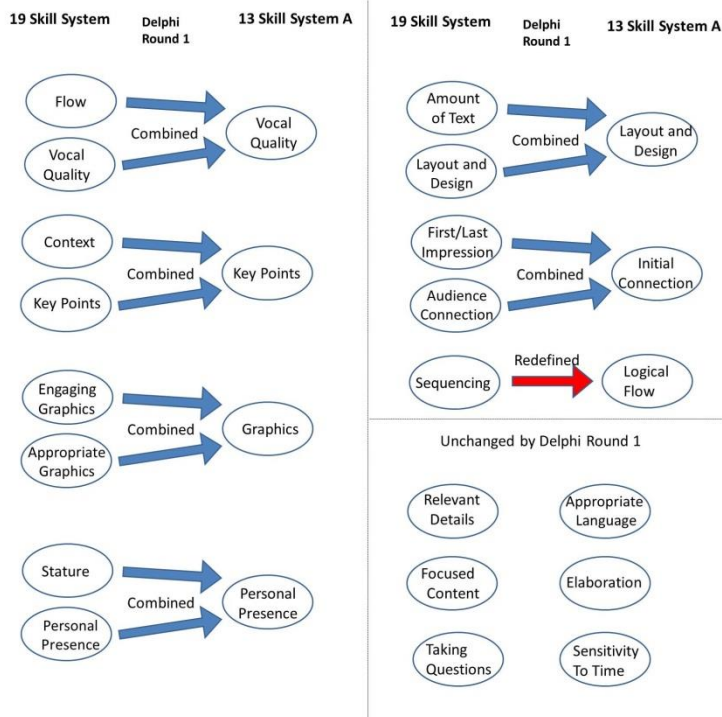 19 Skill System
Delphi
Round 1
13 Skill System A
Flow
Combined
Vocal
Quality
Vocal
Quality
Context
Combined
Key Points
Key Points
Engaging
Graphics
Combined
Graphics
Appropriate
Graphics
Stature
Combined
Personal
Presence
Personal
Presence
19 Skill System
Delphi
Round 1
13 Skill System A
Amount
of Text
Combined
Layout and
Design
Layout and
Design
First/Last
Impression
Combined
Initial
Connection
Audience
Connection
Sequencing
Redefined
Logical
Flow
Unchanged by Delphi Round 1
Relevant
Details
Appropriate
Language
Focused
Content
Elaboration
Taking
Questions
Sensitivity
To Time